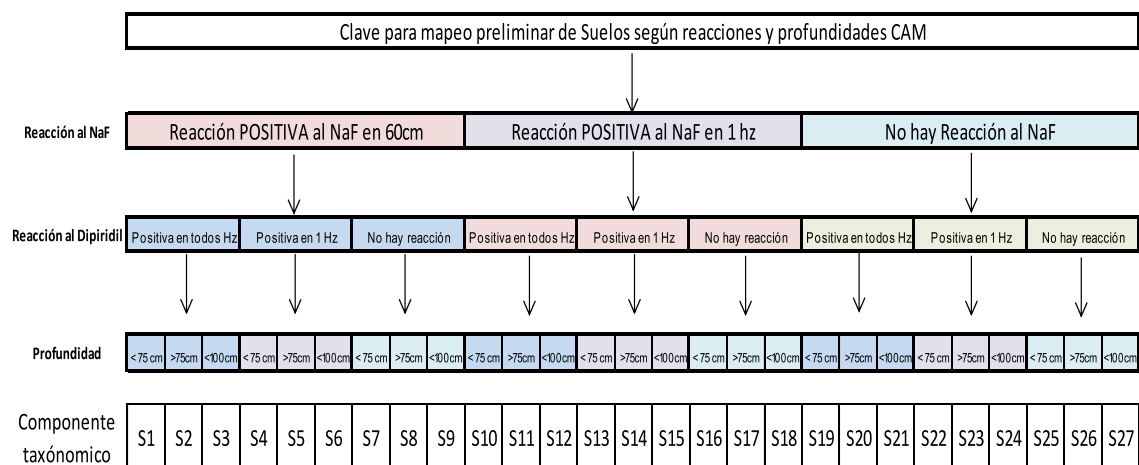 Clave para mapeo preliminar de Suelos según reacciones y profundidades CAM
Reacción al NaF Reacción POSITIVA al NaF en 60cm Reacción POSITIVA al NaF en 1 hz No hay Reacción al NaF
Reacción al Dipiridil Positiva en todos Hz Positiva en 1 Hz No hay reacción Positiva en todos Hz Positiva en 1 Hz No hay reacción Positiva en todos Hz Positiva en 1 Hz No hay reacción
Profundidad < 75 cm >75cm <100cm < 75 cm >75cm <100cm < 75 cm >75cm <100cm < 75 cm >75cm <100cm < 75 cm >75cm <100cm < 75 cm >75cm <100cm < 75 cm >75cm <100cm < 75 cm >75cm <100cm < 75 cm >75cm <100cm
Componente
taxónomico S1 S2 S3 S4 S5 S6 S7 S8 S9 S10 S11 S12 S13 S14 S15 S16 S17 S18 S19 S20 S21 S22 S23 S24 S25 S26 S27